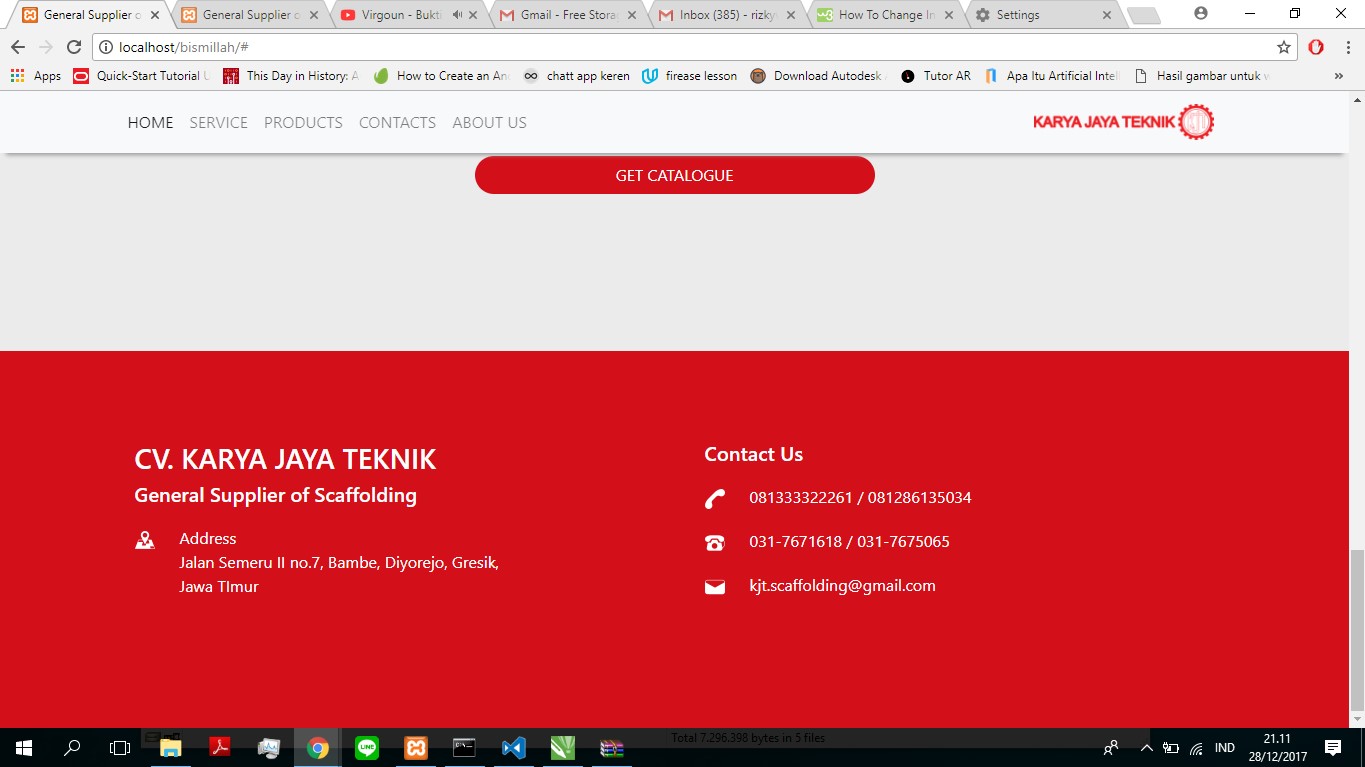 General Supplier o
General Supplier o
Virgoun - Bukti
Gmail - Free Stora
Inbox (385) - rizky
How To Change In
Settings
localhost/bismillah/#
Apps
Quick-Start Tutorial U
This Day in History: A
How to Create an An
chatt app keren
firease lesson
Download Autodesk
Tutor AR
Apa Itu Artificial Intel
Hasil gambar untuk w
»
HOME SERVICE PRODUCTS CONTACTS ABOUT US
KARYA JAYA TEKNIK
GET CATALOGUE
CV. KARYA JAYA TEKNIK
General Supplier of Scaffolding
Address
Jalan Semeru II no.7, Bambe, Diyorejo, Gresik,
Jawa TImur
Contact Us
081333322261 / 081286135034
031-7671618 / 031-7675065
kjt.scaffolding@gmail.com
Total 7.296.398 bytes in 5 files
LINE
IND
21.11
28/12/2017